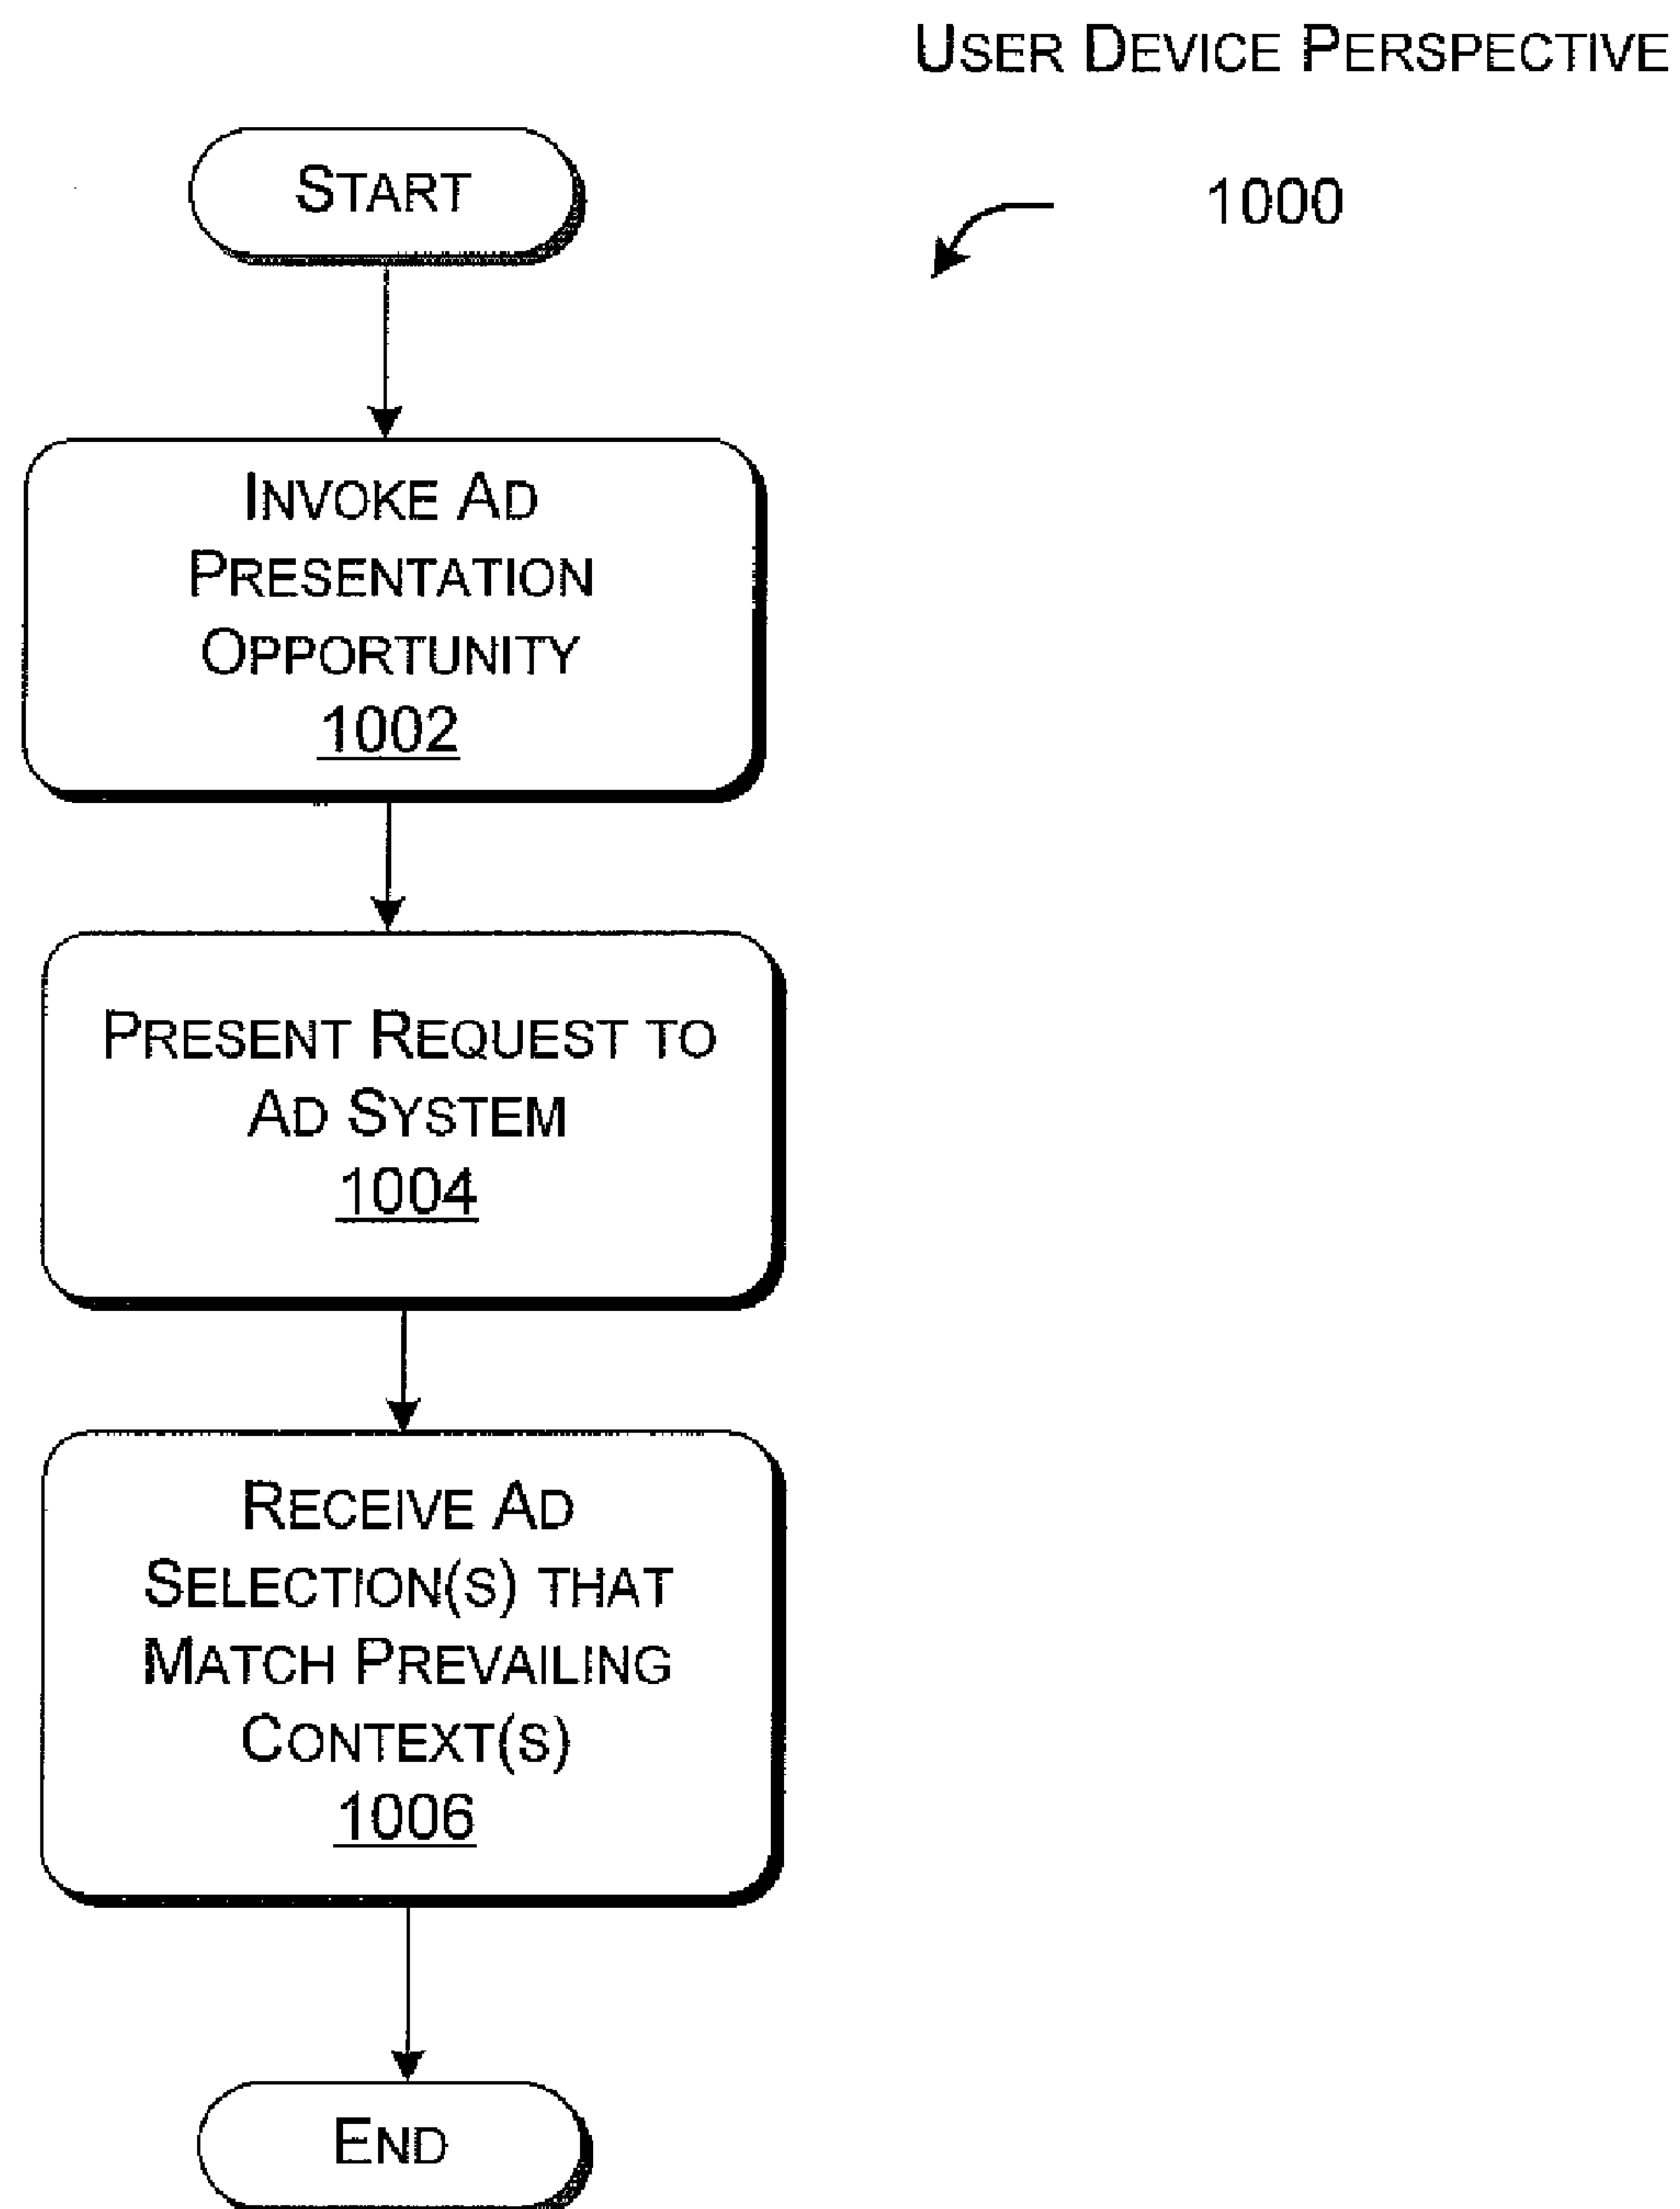 USER DEVICE PERSPECTIVE
START
1000
INVOKE AD
PRESENTATION
OPPORTUNITY
1002
PRESENT REQUEST TO
AD SYSTEM
1004
RECEIVE AD
SELECTION(S) THAT
MATCH PREVAILING
CONTEXT(S)
1006
END